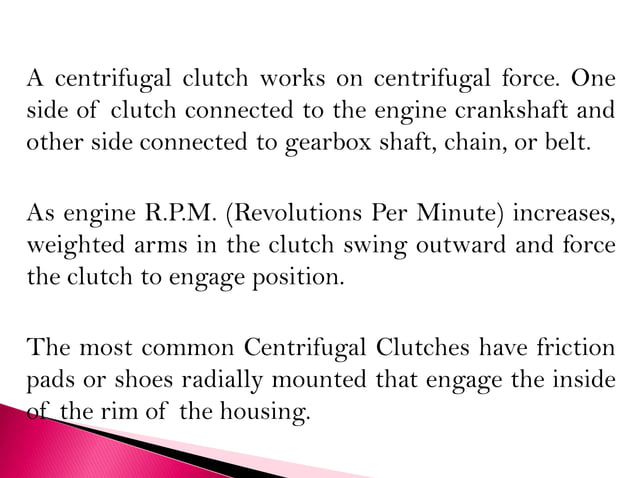 A centrifugal clutch works on centrifugal force. One
side of clutch connected to the engine crankshaft and
other side connected to gearbox shaft, chain, or belt.
As engine R.P.M. (Revolutions Per Minute) increases,
weighted arms in the clutch swing outward and force
the clutch to engage position.
The most common Centrifugal Clutches have friction
pads or shoes radially mounted that engage the inside
of the rim of the housing.